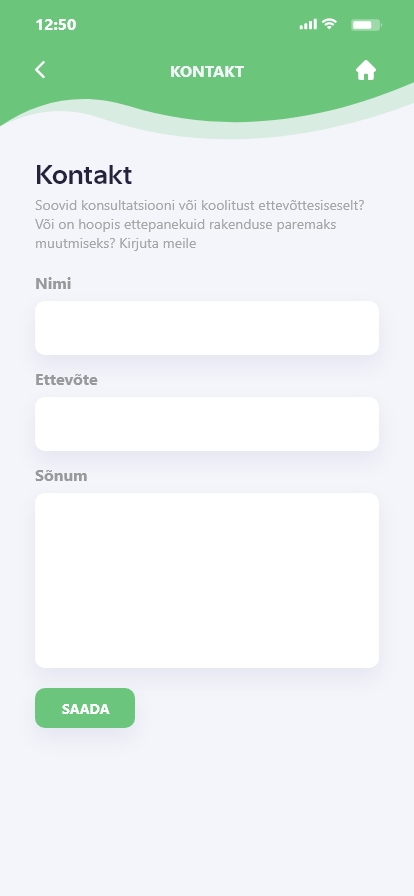 12:50
KONTAKT
Kontakt
Soovid konsultatsiooni või koolitust ettevõttesiseselt?
Või on hoopis ettepanekuid rakenduse paremaks
muutmiseks? Kirjuta meile
Nimi
Ettevõte
Sõnum
SAADA